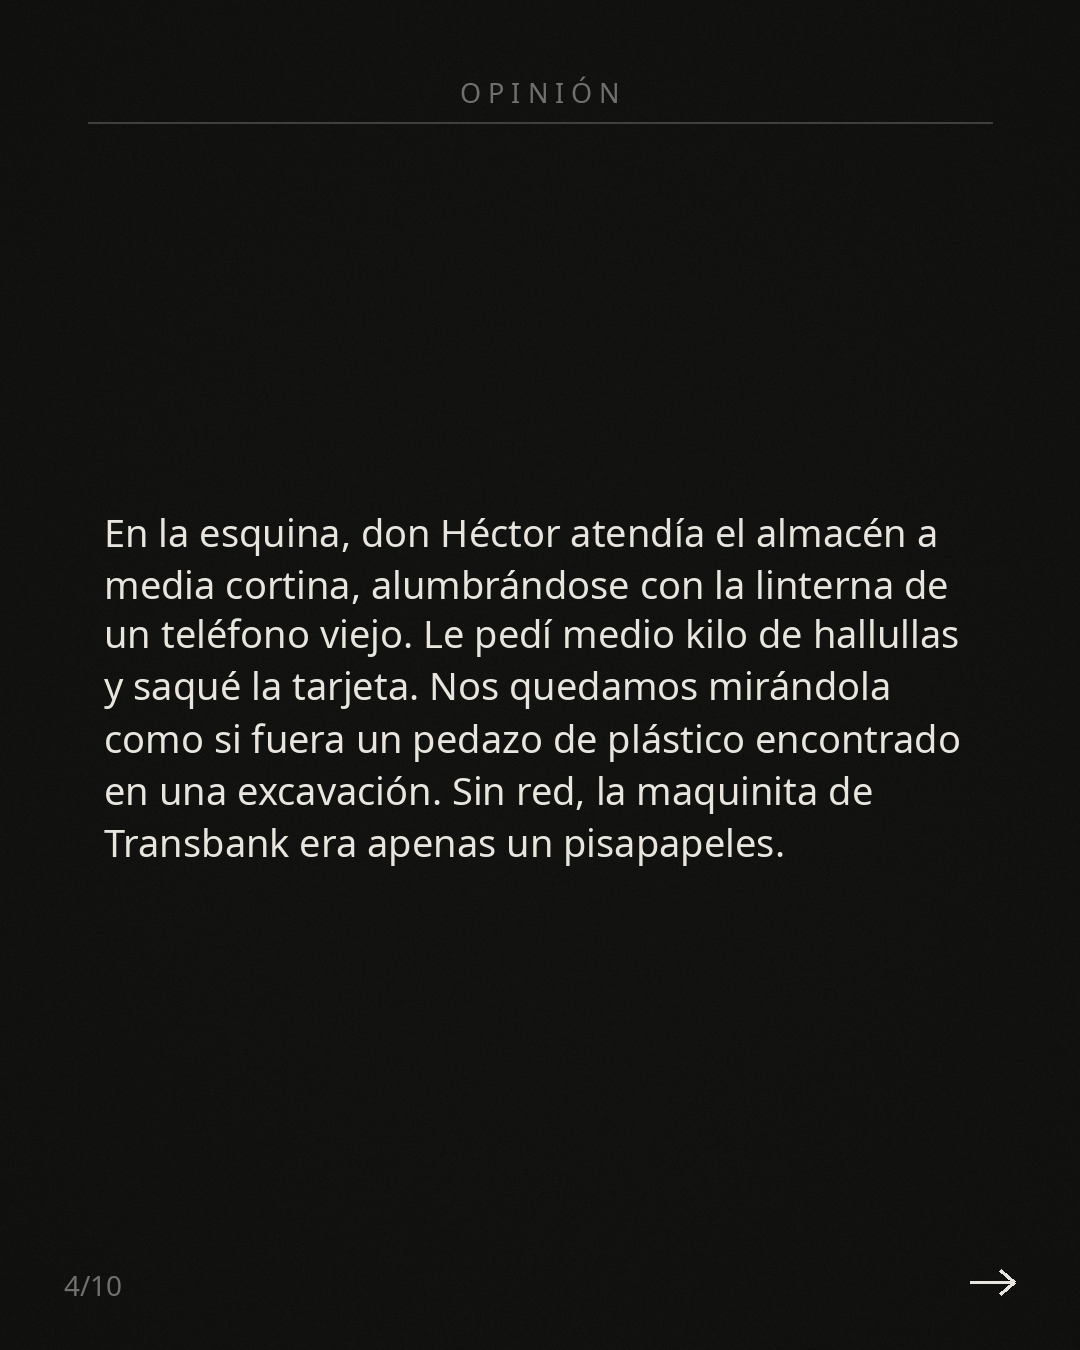 OPINIÓN
En la esquina, don Héctor atendía el almacén a
media cortina, alumbrándose con la linterna de
un teléfono viejo. Le pedí medio kilo de hallullas
y saqué la tarjeta. Nos quedamos mirándola
como si fuera un pedazo de plástico encontrado
en una excavación. Sin red, la maquinita de
Transbank era apenas un pisapapeles.
4/10